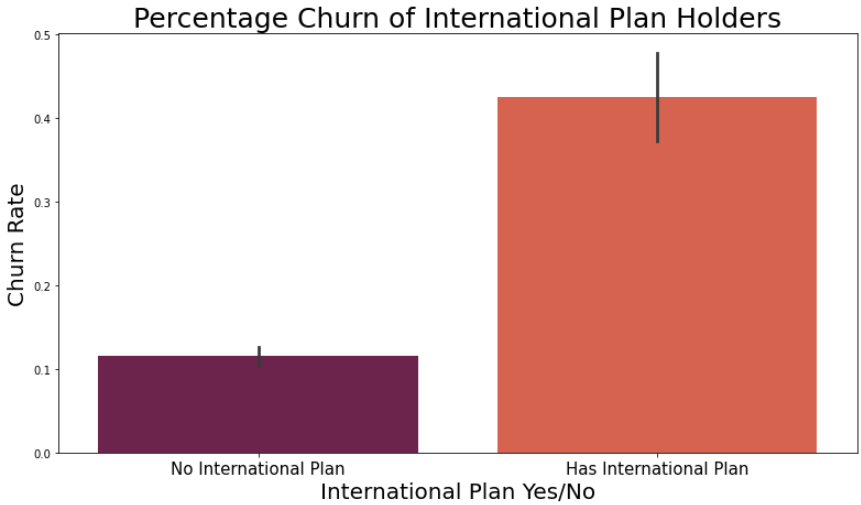 Percentage Churn of International Plan Holders
0.5
0.4
0.3
0.2
0.1
0.0
Churn Rate
No International Plan
Has International Plan
International Plan Yes/No